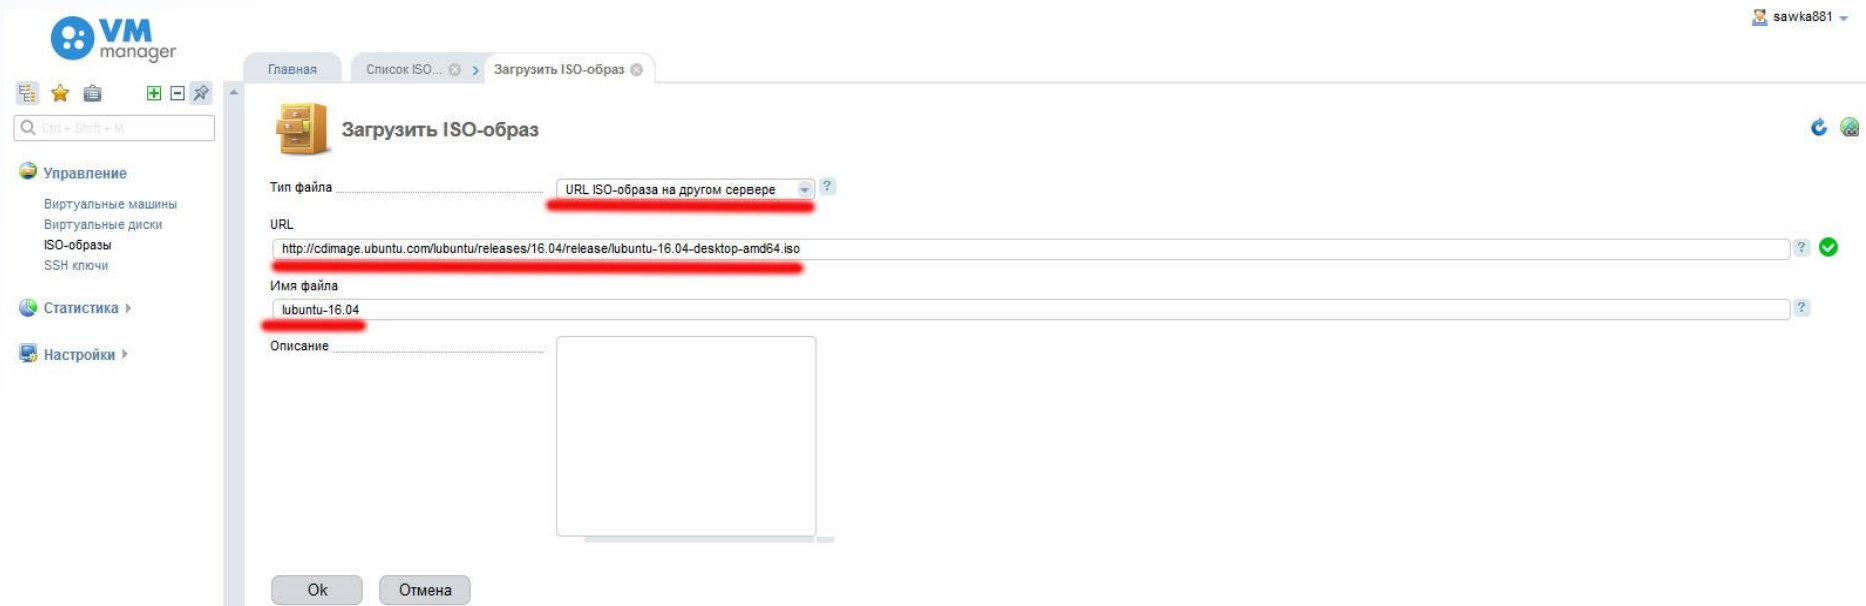 sawka881
VM
manager
Главная
Список ISO...
Загрузить ISO-образ
Ctrl + Shift + M
Загрузить ISO-образ
Управление
Виртуальные машины
Виртуальные диски
ISO-образы
SSH ключи
Статистика
Настройки
Тип файла
URL ISO-образа на другом сервере
?
URL
http://cdimage.ubuntu.com/lubuntu/releases/16.04/release/lubuntu-16.04-desktop-amd64.iso
?
Имя файла
lubuntu-16.04
?
Описание
Ok
Отмена